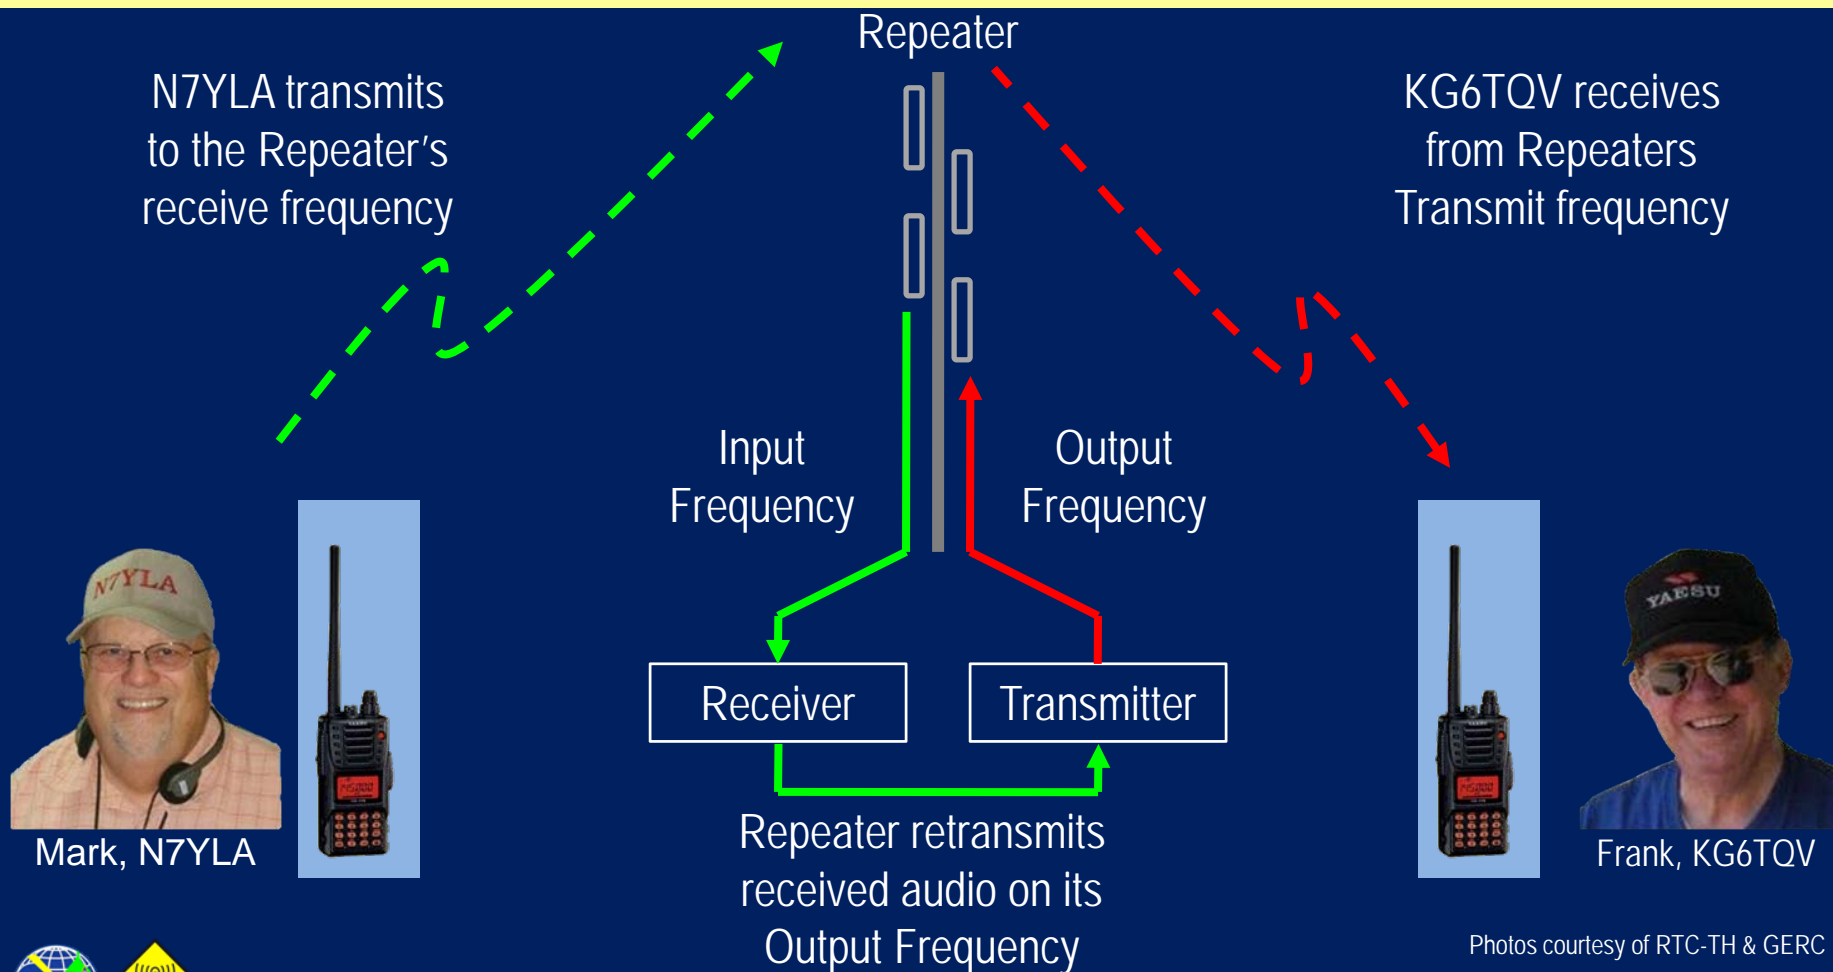 Repeater
N7YLA transmits
to the Repeater's
receive frequency
KG6TQV receives
from Repeaters
Transmit frequency
Input
Frequency
Output
Frequency
N7YLA
YAESU
Receiver
Transmitter
Mark, N7YLA
Frank, KG6TQV
Repeater retransmits
received audio on its
Output Frequency
Photos courtesy of RTC-TH & GERC